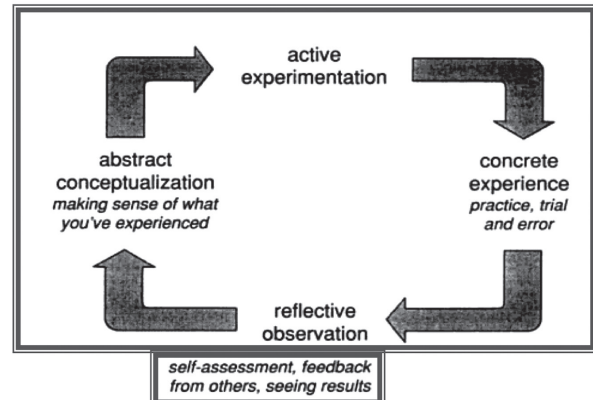 active
experimentation
abstract
conceptualization
making sense of what
you've experienced
concrete
experience
practice, trial
and error
reflective
observation
self-assessment, feedback
from others, seeing results